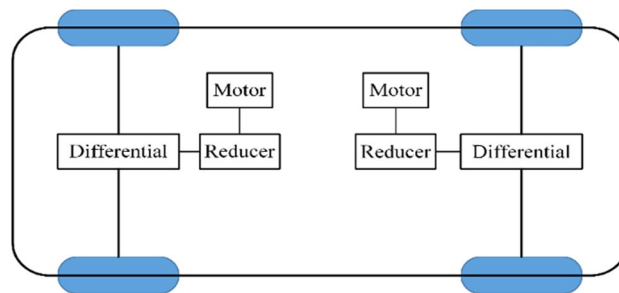 Motor
Motor
Differential
Reducer
Reducer
Differential